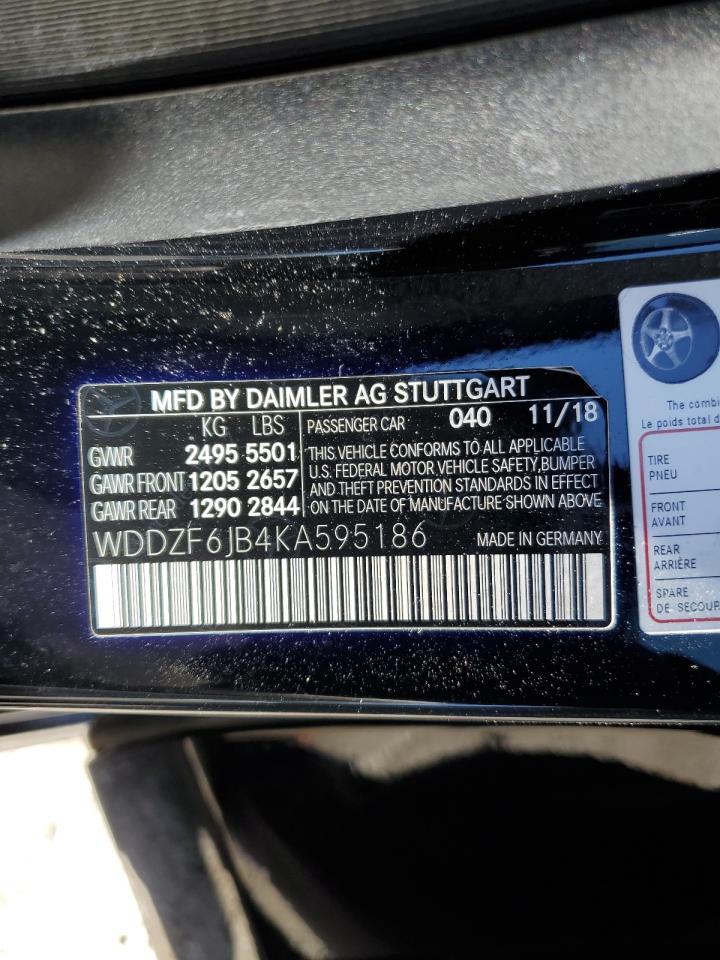 MFD BY DAIMLER AG STUTTGART
KG LBS PASSENGER CAR 040 11/18
GVWR 2495 5501
GAWR FRONT 1205 2657
GAWR REAR 1290 2844
THIS VEHICLE CONFORMS TO ALL APPLICABLE
U.S. FEDERAL MOTOR VEHICLE SAFETY, BUMPER
AND THEFT PREVENTION STANDARDS IN EFFECT
ON THE DATE OF MANUFACTURE SHOWN ABOVE
WDDZF6JB4KA595186 MADE IN GERMANY
The combi
Le poids total d
TIRE
PNEU
FRONT
AVANT
REAR
ARRIÈRE
SPARE
DE SECOUR